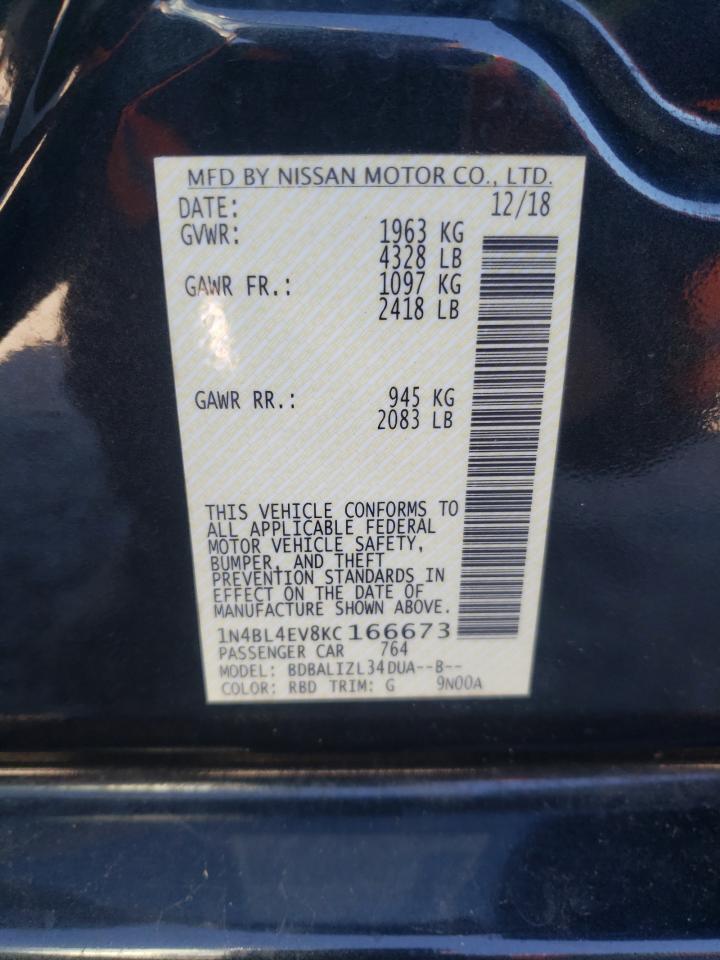 MFD BY NISSAN MOTOR CO., LTD.
DATE: 12/18
GVWR: 1963 KG
4328 LB
GAWR FR.: 1097 KG
2418 LB
GAWR RR.: 945 KG
2083 LB
THIS VEHICLE CONFORMS TO
ALL APPLICABLE FEDERAL
MOTOR VEHICLE SAFETY,
BUMPER, AND THEFT
PREVENTION STANDARDS IN
EFFECT ON THE DATE OF
MANUFACTURE SHOWN ABOVE.
1N4BL4EV8KC166673
PASSENGER CAR 764
MODEL: BDBALIZL34DUA--B--
COLOR: RBD TRIM: G 9N00A